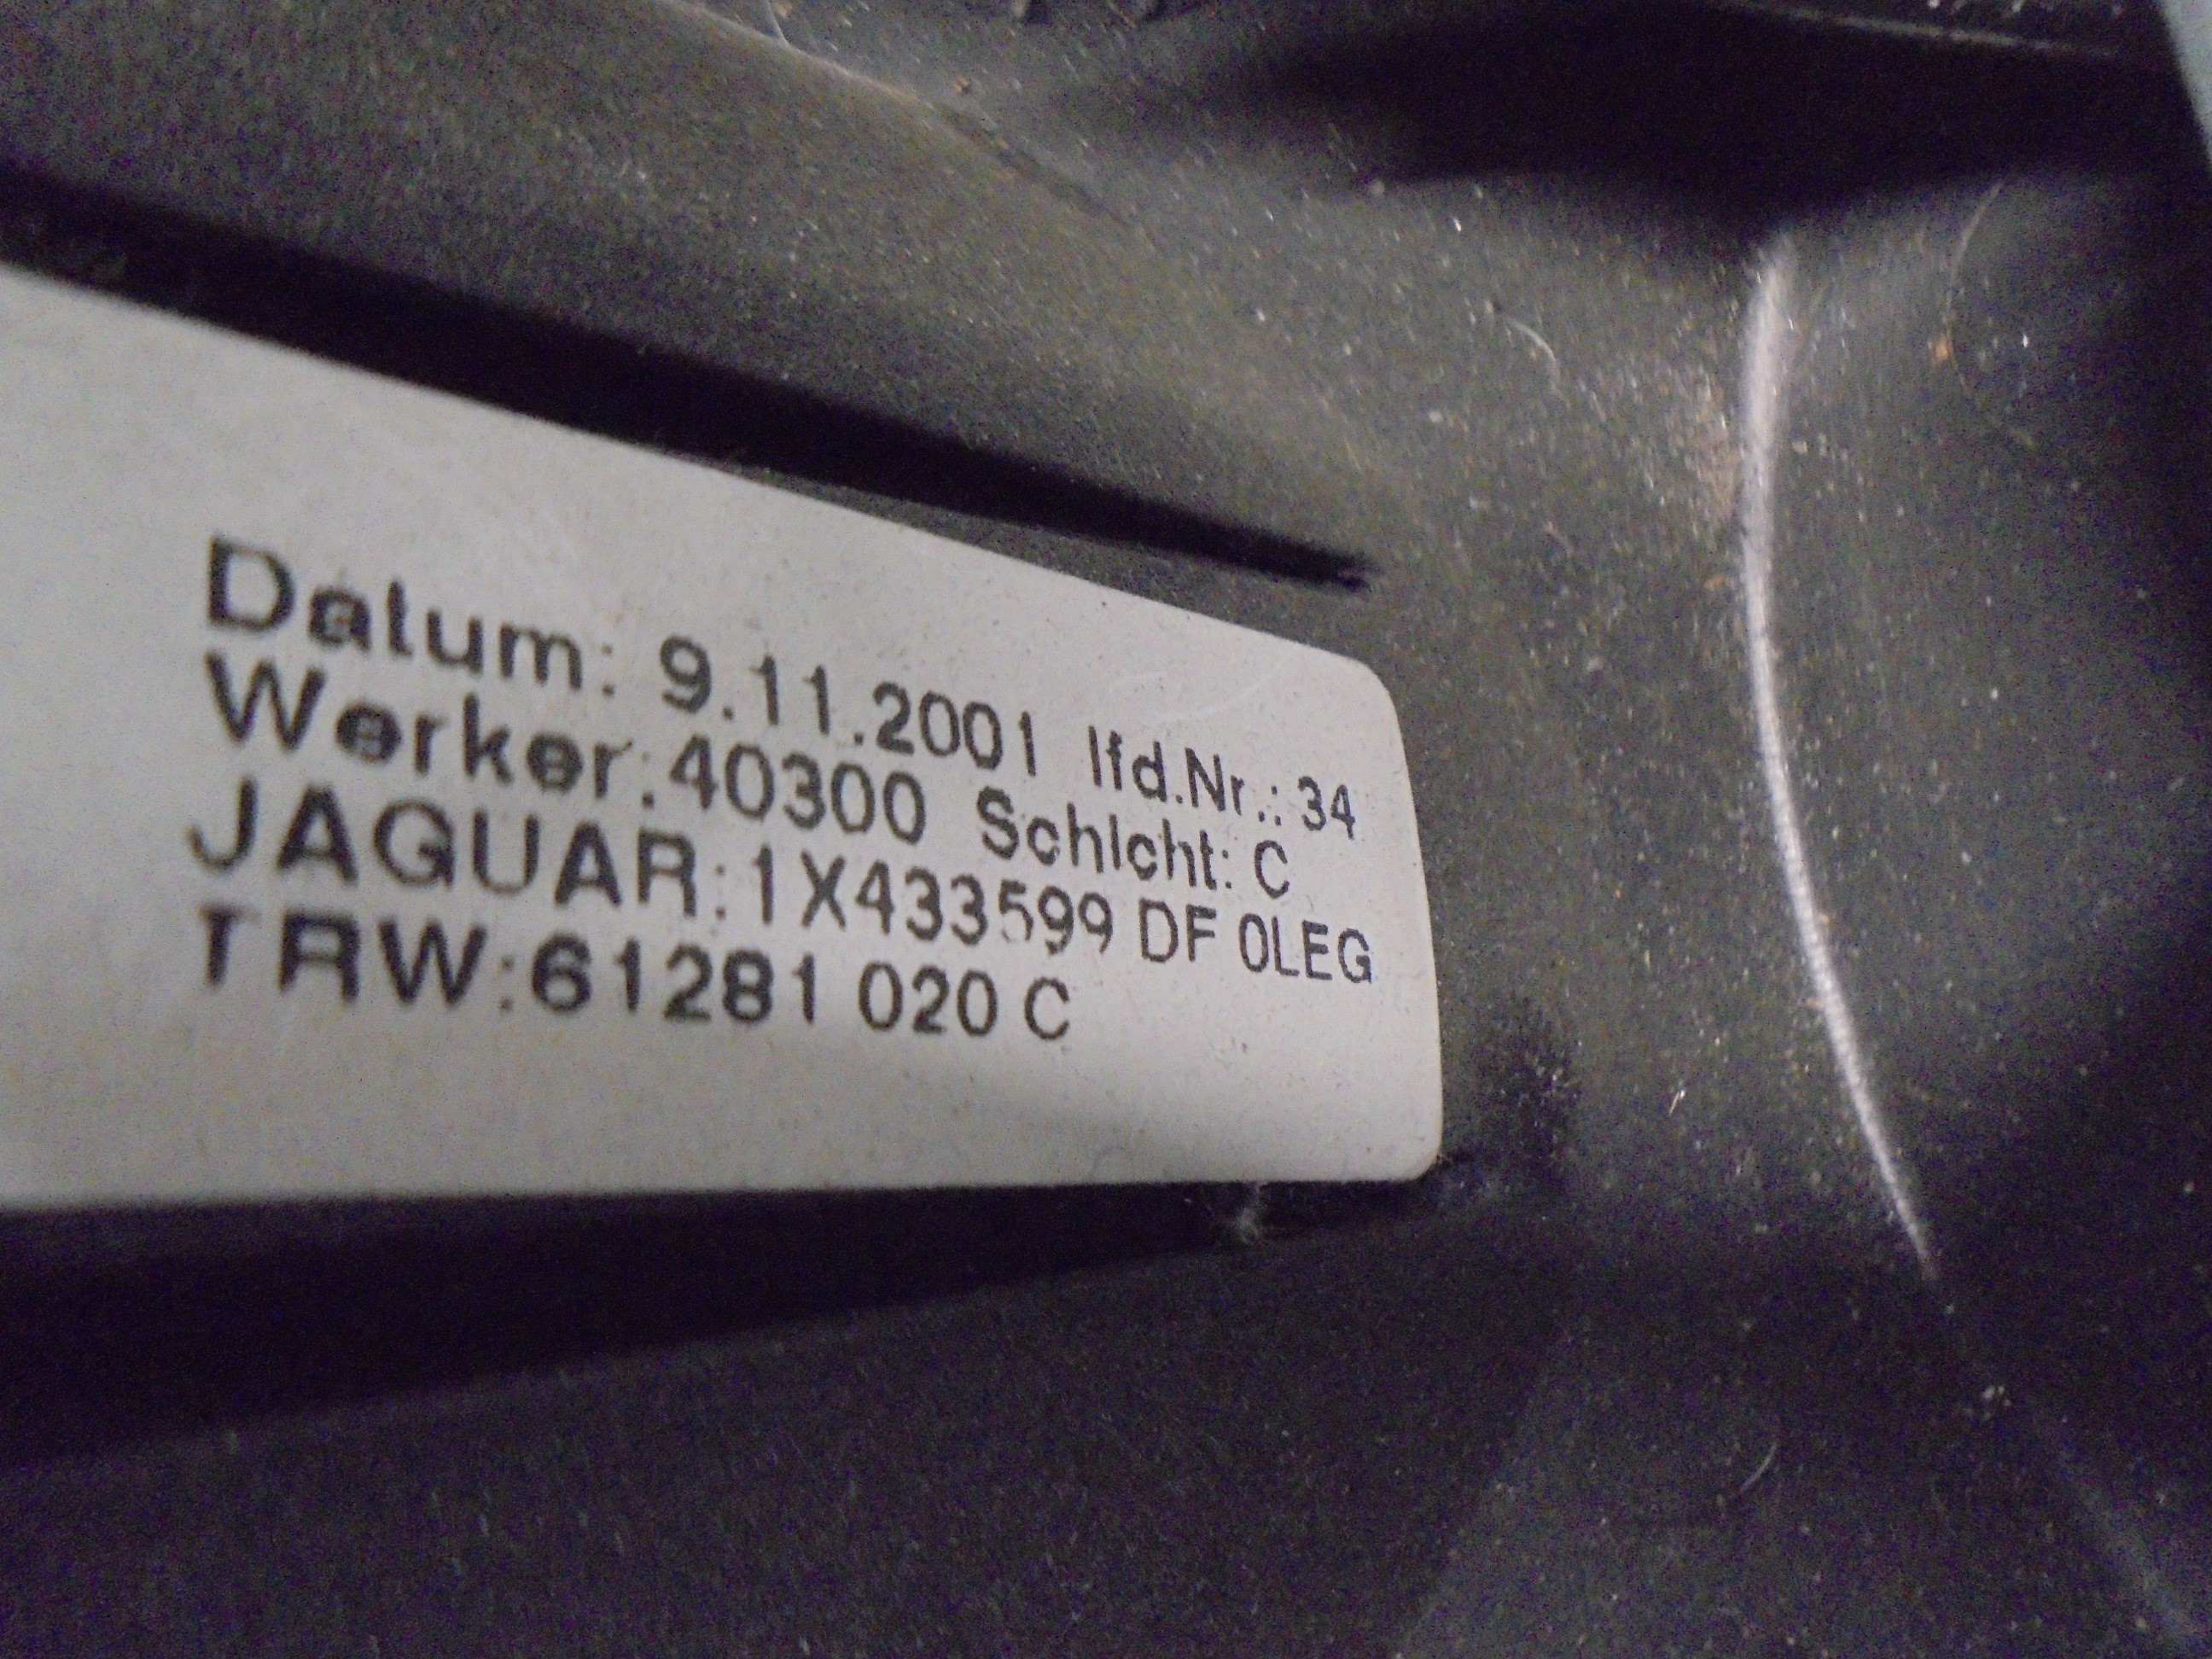 Datum: 9.11.2001 lfd.Nr.: 34
Werker:40300 Schicht: C
JAGUAR:1X433599 DF 0LEG
TRW:61281 020 C